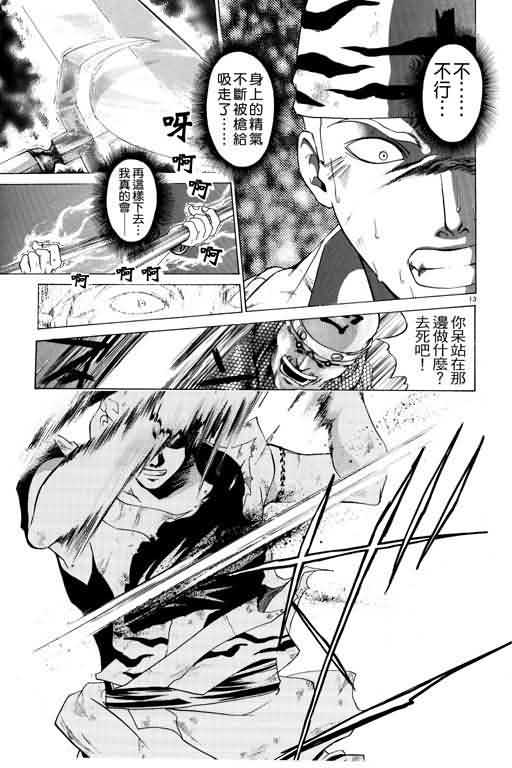 不……
不行…
身上的精氣
不斷被槍給
吸走了……
呀
啊
啊
啊
再這樣下去…
我真的會—
啊
啊
啊
啊
13
你呆站在那
邊做什麼？
去死吧！